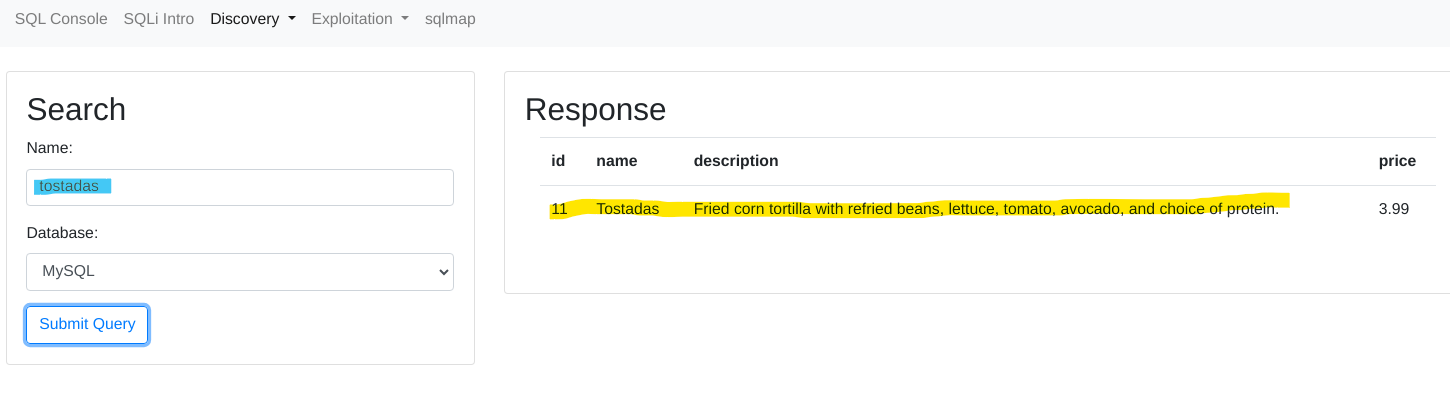 SQL Console SQLi Intro Discovery Exploitation sqlmap
Search
Name:
tostadas
Database:
MySQL
Submit Query
Response
id name description price
11 Tostadas Fried corn tortilla with refried beans, lettuce, tomato, avocado, and choice of protein. 3.99